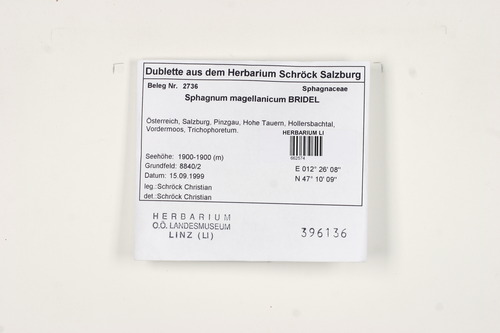 Dublette aus dem Herbarium Schröck Salzburg
Beleg Nr. 2736 Sphagnaceae
Sphagnum magellanicum BRIDEL
Österreich, Salzburg, Pinzgau, Hohe Tauern, Hollersbachtal,
Vordermoos, Trichophoretum.
HERBARIUM LI
662574
Seehöhe: 1900-1900 (m)
E 012° 26' 08"
Grundfeld: 8840/2
N 47° 10' 09"
Datum: 15.09.1999
leg.:Schröck Christian
det.:Schröck Christian
HERBARIUM
O.Ö. LANDESMUSEUM
LINZ (LI)
396136